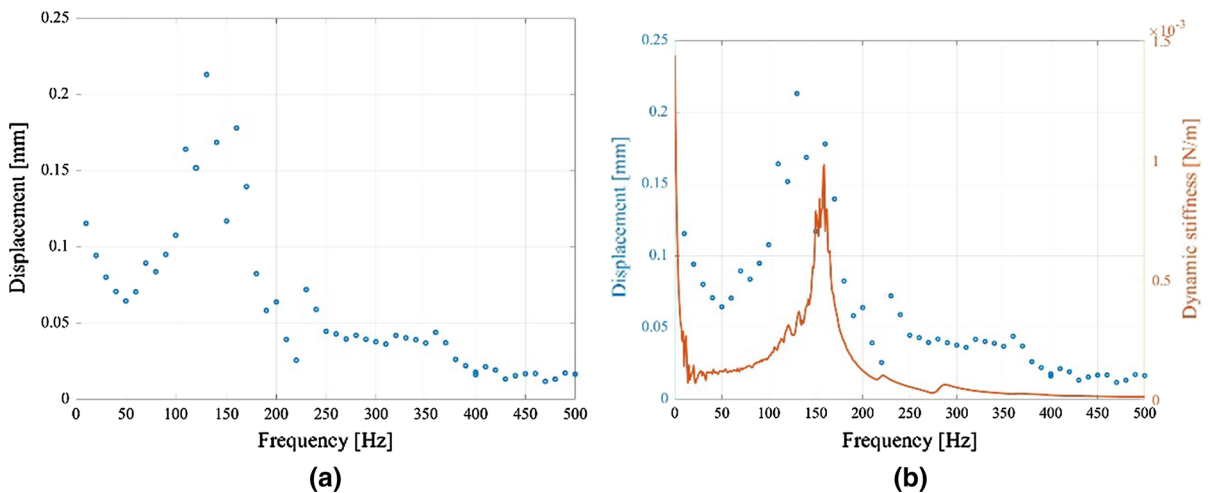 0.25
0.2
0.15
0.1
0.05
0
Displacement [mm]
0 50 100 150 200 250 300 350 400 450 500
Frequency [Hz]
(a)
0.25
0.2
0.15
0.1
0.05
0
Displacement [mm]
×10⁻³
1.5
1
0.5
0
Dynamic stiffness [N/m]
0 50 100 150 200 250 300 350 400 450 500
Frequency [Hz]
(b)